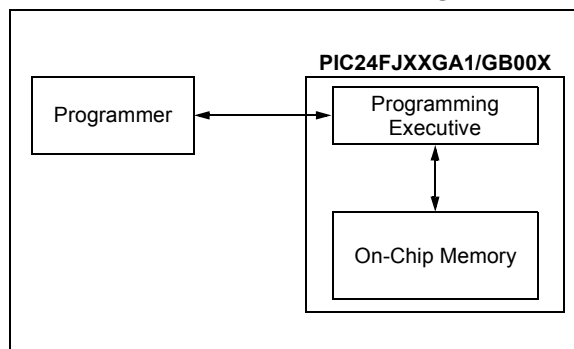 PIC24FJXXGA1/GB00X
Programmer
Programming
Executive
On-Chip Memory